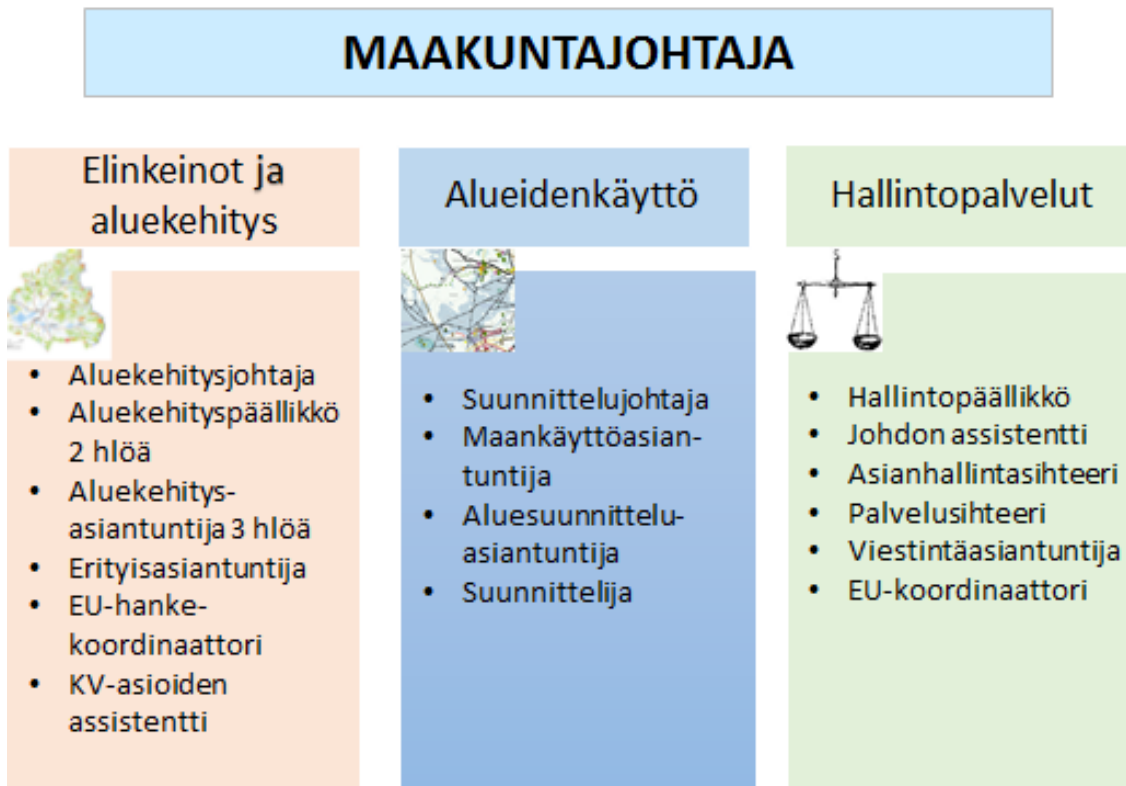 MAAKUNTAJOHTAJA
Elinkeinot ja
aluekehitys
• Aluekehitysjohtaja
• Aluekehityspäällikkö
2 hlöä
• Aluekehitys-
asiantuntija 3 hlöä
• Erityisasiantuntija
• EU-hanke-
koordinaattori
• KV-asioiden
assistentti
Alueidenkäyttö
• Suunnittelujohtaja
• Maankäyttöasian-
tuntija
• Aluesuunnittelu-
asiantuntija
• Suunnittelija
Hallintopalvelut
• Hallintopäällikkö
• Johdon assistentti
• Asianhallintasihteeri
• Palvelusihteeri
• Viestintäasiantuntija
• EU-koordinaattori